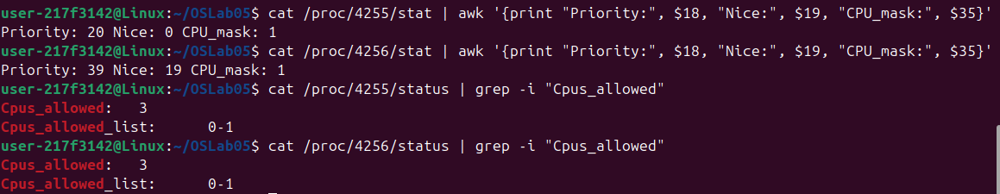 user-217f3142@Linux:~/OSLab05$ cat /proc/4255/stat | awk '{print "Priority:", $18, "Nice:", $19, "CPU_mask:", $35}'
Priority: 20 Nice: 0 CPU_mask: 1
user-217f3142@Linux:~/OSLab05$ cat /proc/4256/stat | awk '{print "Priority:", $18, "Nice:", $19, "CPU_mask:", $35}'
Priority: 39 Nice: 19 CPU_mask: 1
user-217f3142@Linux:~/OSLab05$ cat /proc/4255/status | grep -i "Cpus_allowed"
Cpus_allowed:   3
Cpus_allowed_list:      0-1
user-217f3142@Linux:~/OSLab05$ cat /proc/4256/status | grep -i "Cpus_allowed"
Cpus_allowed:   3
Cpus_allowed_list:      0-1